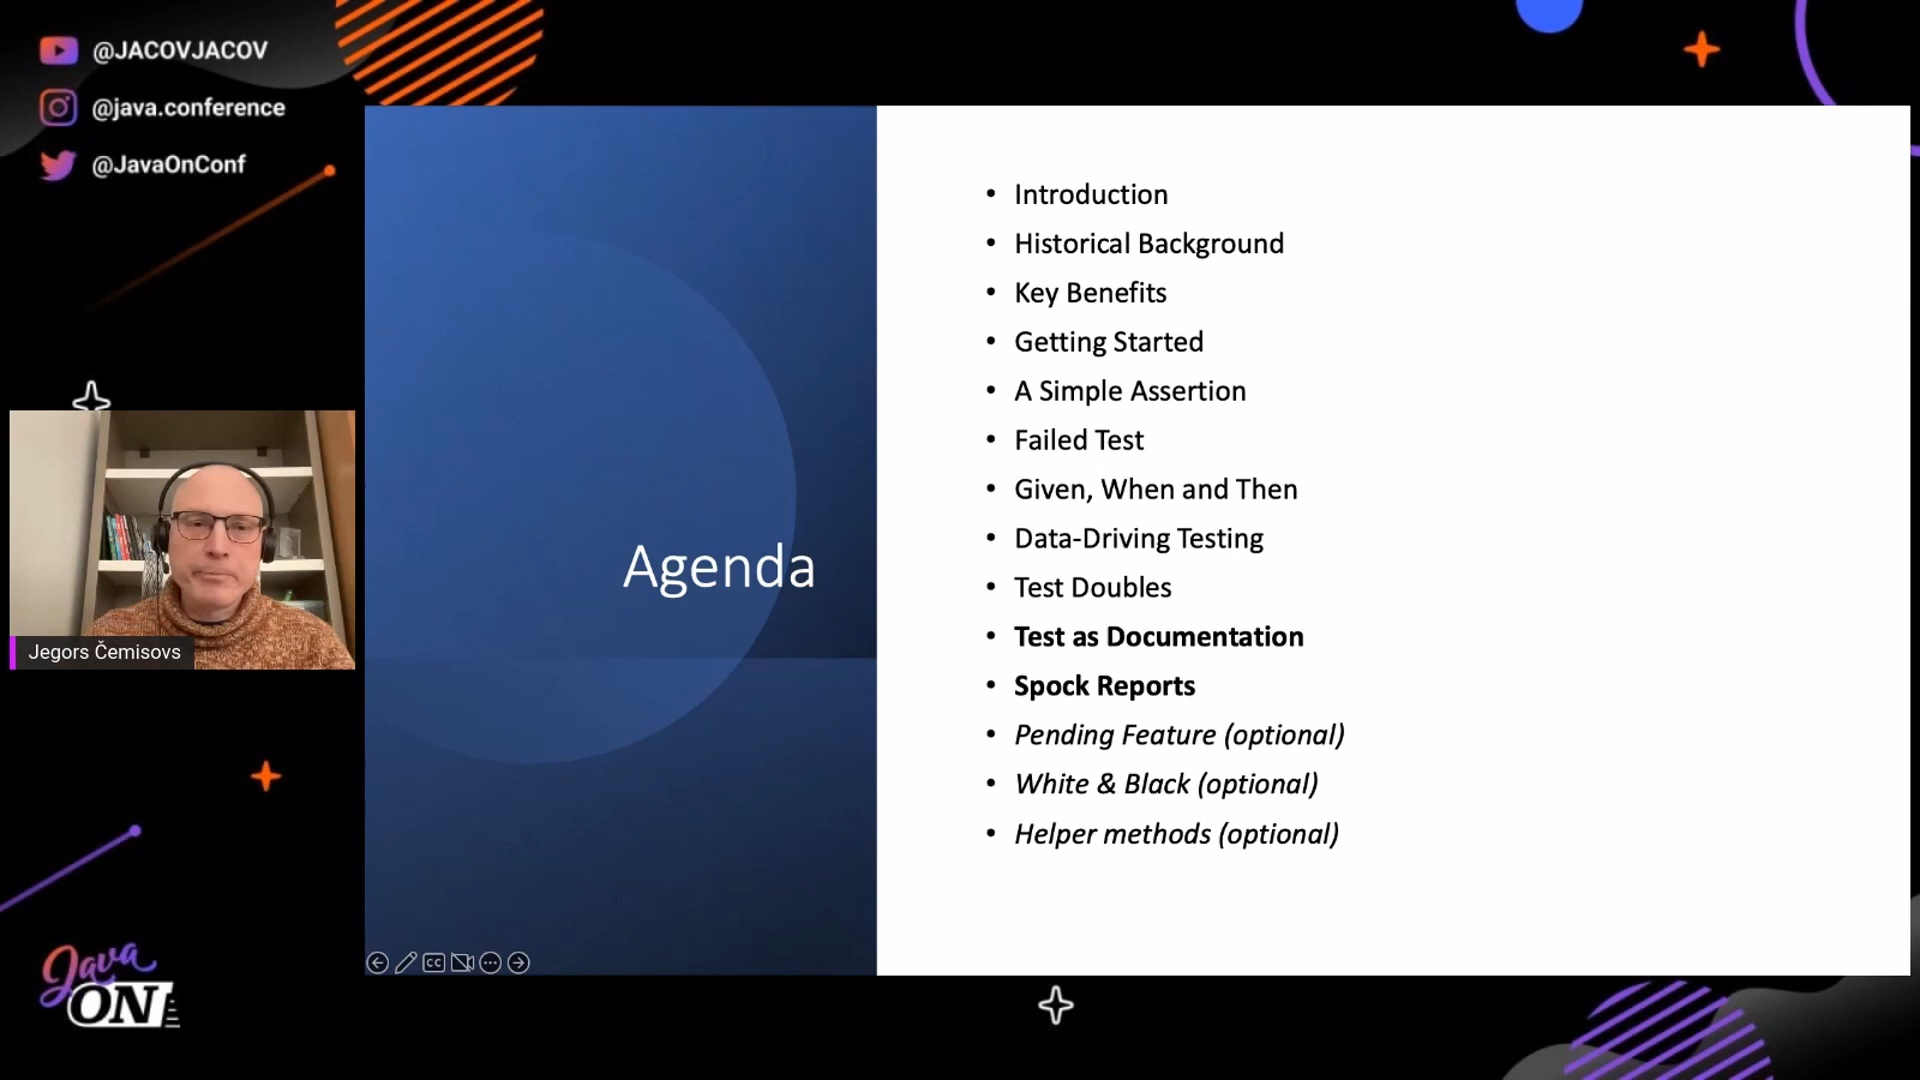 @JACOVJACOV
@java.conference
@JavaOnConf
Jegors Čemisovs
Java
ON
Agenda
CC
• Introduction
• Historical Background
• Key Benefits
• Getting Started
• A Simple Assertion
• Failed Test
• Given, When and Then
• Data-Driving Testing
• Test Doubles
• Test as Documentation
• Spock Reports
• Pending Feature (optional)
• White & Black (optional)
• Helper methods (optional)